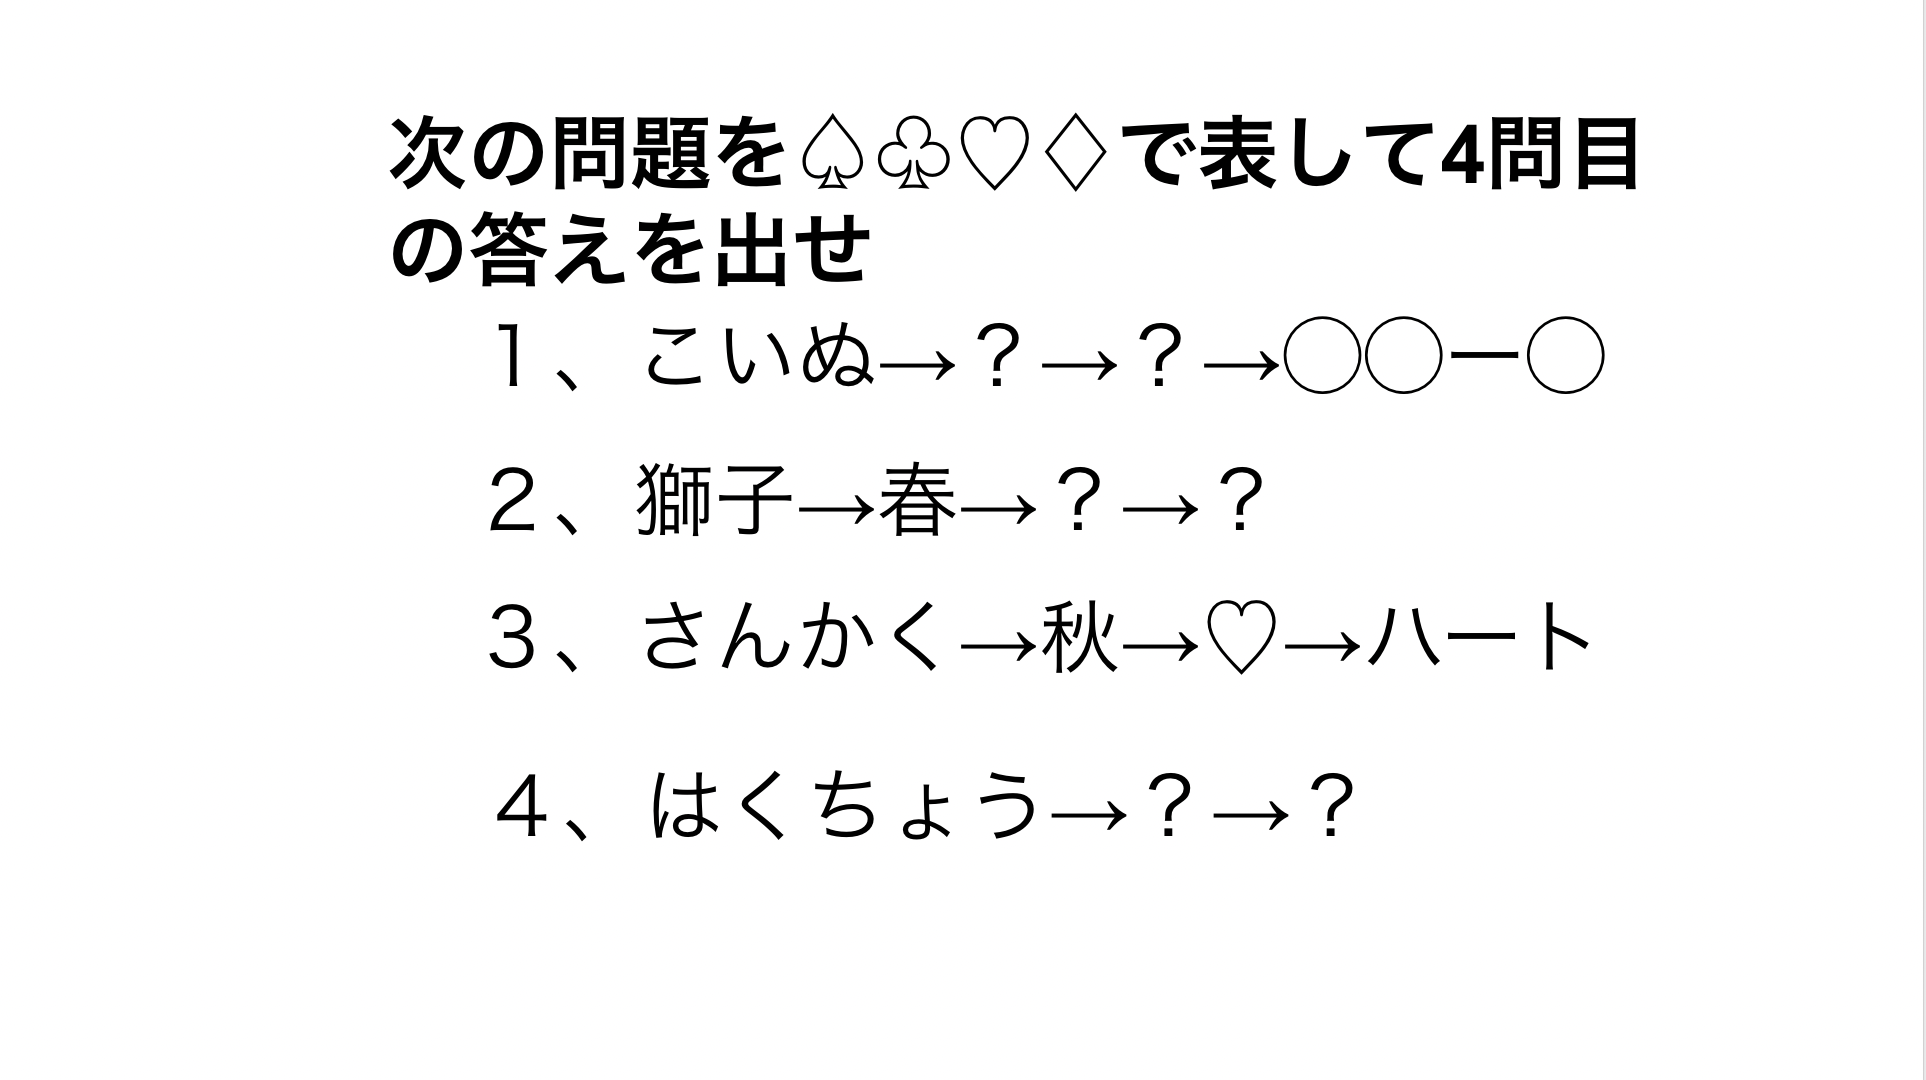 次の問題を♤♧♡♢で表して4問目
の答えを出せ
１、こいぬ→？→？→◯◯ー◯
２、獅子→春→？→？
３、さんかく→秋→♡→ハート
４、はくちょう→？→？